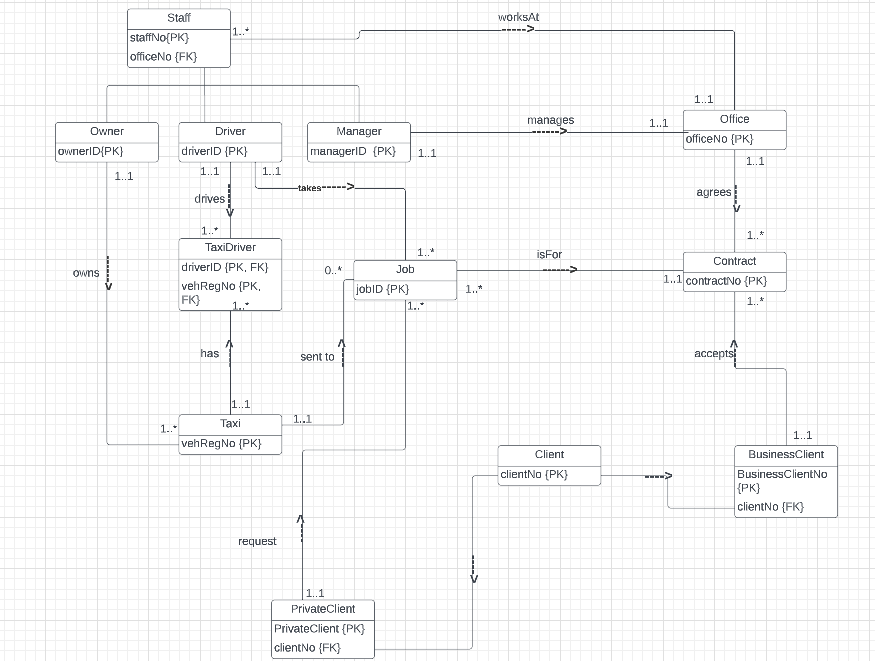 Staff
staffNo{PK}
officeNo {FK}
1..*
worksAt
1..1
Owner
ownerID{PK}
1..1
Driver
driverID {PK}
1..1
1..1
Manager
managerID {PK}
1..1
manages
1..1
Office
officeNo {PK}
1..1
takes
drives
agrees
1..*
1..*
TaxiDriver
driverID {PK, FK}
vehRegNo {PK,
FK}
1..*
owns
0..*
1..*
Job
jobID {PK}
1..*
1..*
isFor
1..1
Contract
contractNo {PK}
1..*
has
sent to
accepts
1..1
1..*
Taxi
vehRegNo {PK}
1..1
1..1
Client
clientNo {PK}
BusinessClient
BusinessClientNo
{PK}
clientNo {FK}
request
1..1
PrivateClient
PrivateClient {PK}
clientNo {FK}